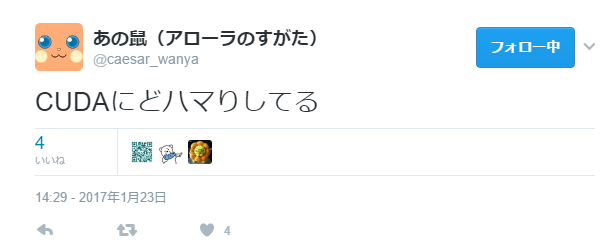 あの鼠（アローラのすがた）
@caesar_wanya
フォロー中
CUDAにどハマりしてる
4
いいね
14:29 - 2017年1月23日
4